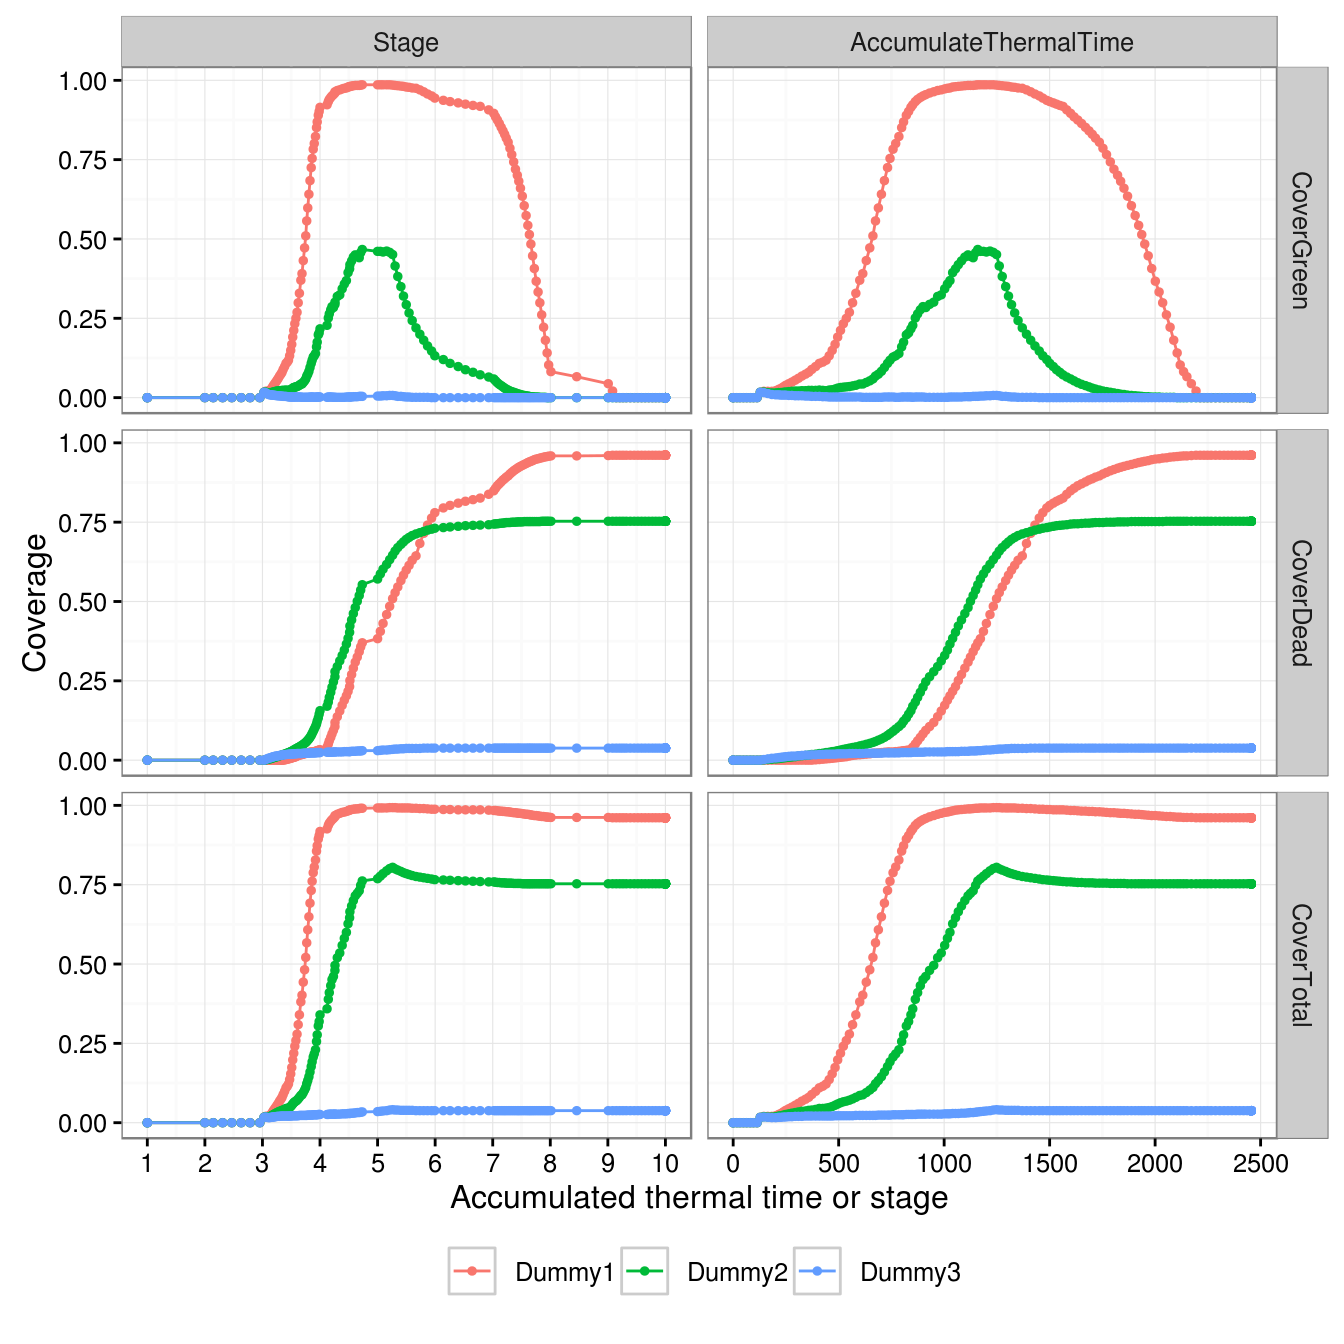 Stage
AccumulateThermalTime
1.00
0.75
0.50
0.25
0.00
CoverGreen
1.00
0.75
0.50
0.25
0.00
CoverDead
1.00
0.75
0.50
0.25
0.00
CoverTotal
Coverage
1 2 3 4 5 6 7 8 9 10
0 500 1000 1500 2000 2500
Accumulated thermal time or stage
Dummy1 Dummy2 Dummy3